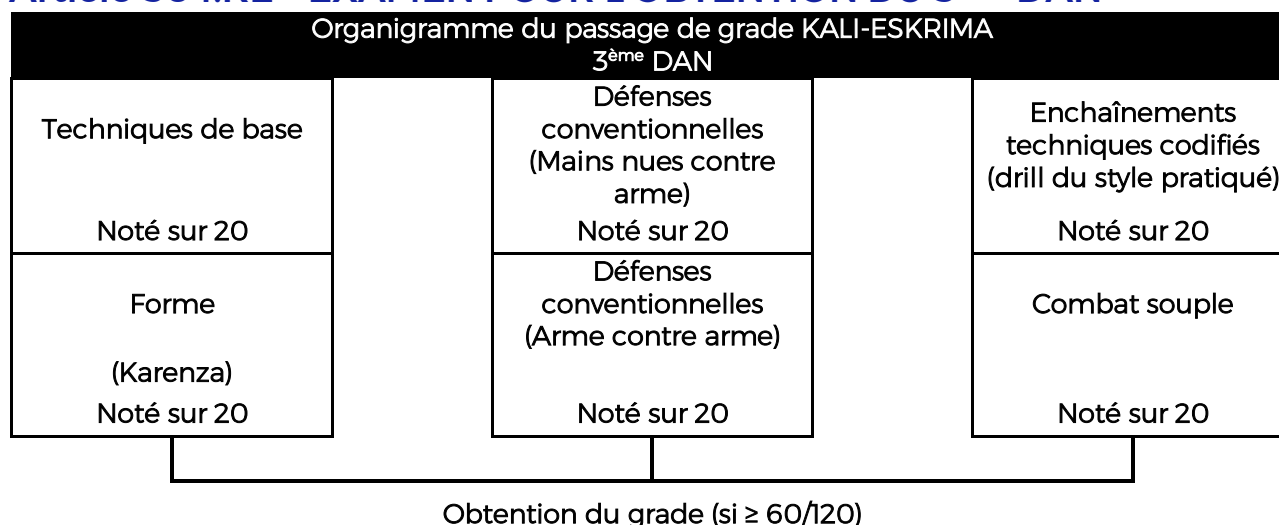 Organigramme du passage de grade KALI-ESKRIMA
3ème DAN
Techniques de base
Noté sur 20
Défenses
conventionnelles
(Mains nues contre
arme)
Noté sur 20
Enchaînements
techniques codifiés
(drill du style pratiqué)
Noté sur 20
Forme
(Karenza)
Noté sur 20
Défenses
conventionnelles
(Arme contre arme)
Noté sur 20
Combat souple
Noté sur 20
Obtention du grade (si ≥ 60/120)